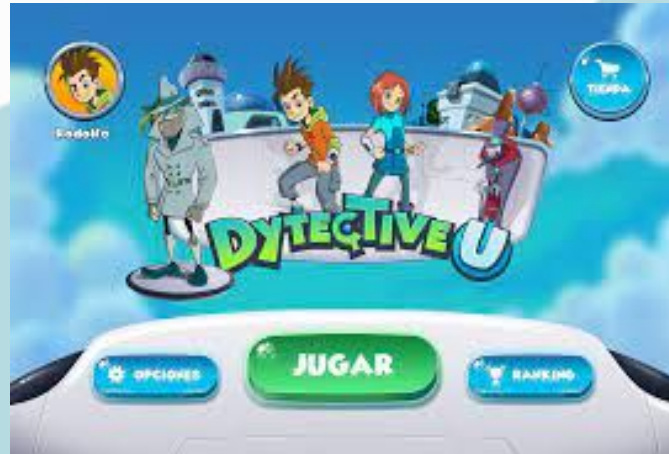 Rodolfo
TIENDA
DYTECTIVE U
OPCIONES
JUGAR
RANKING